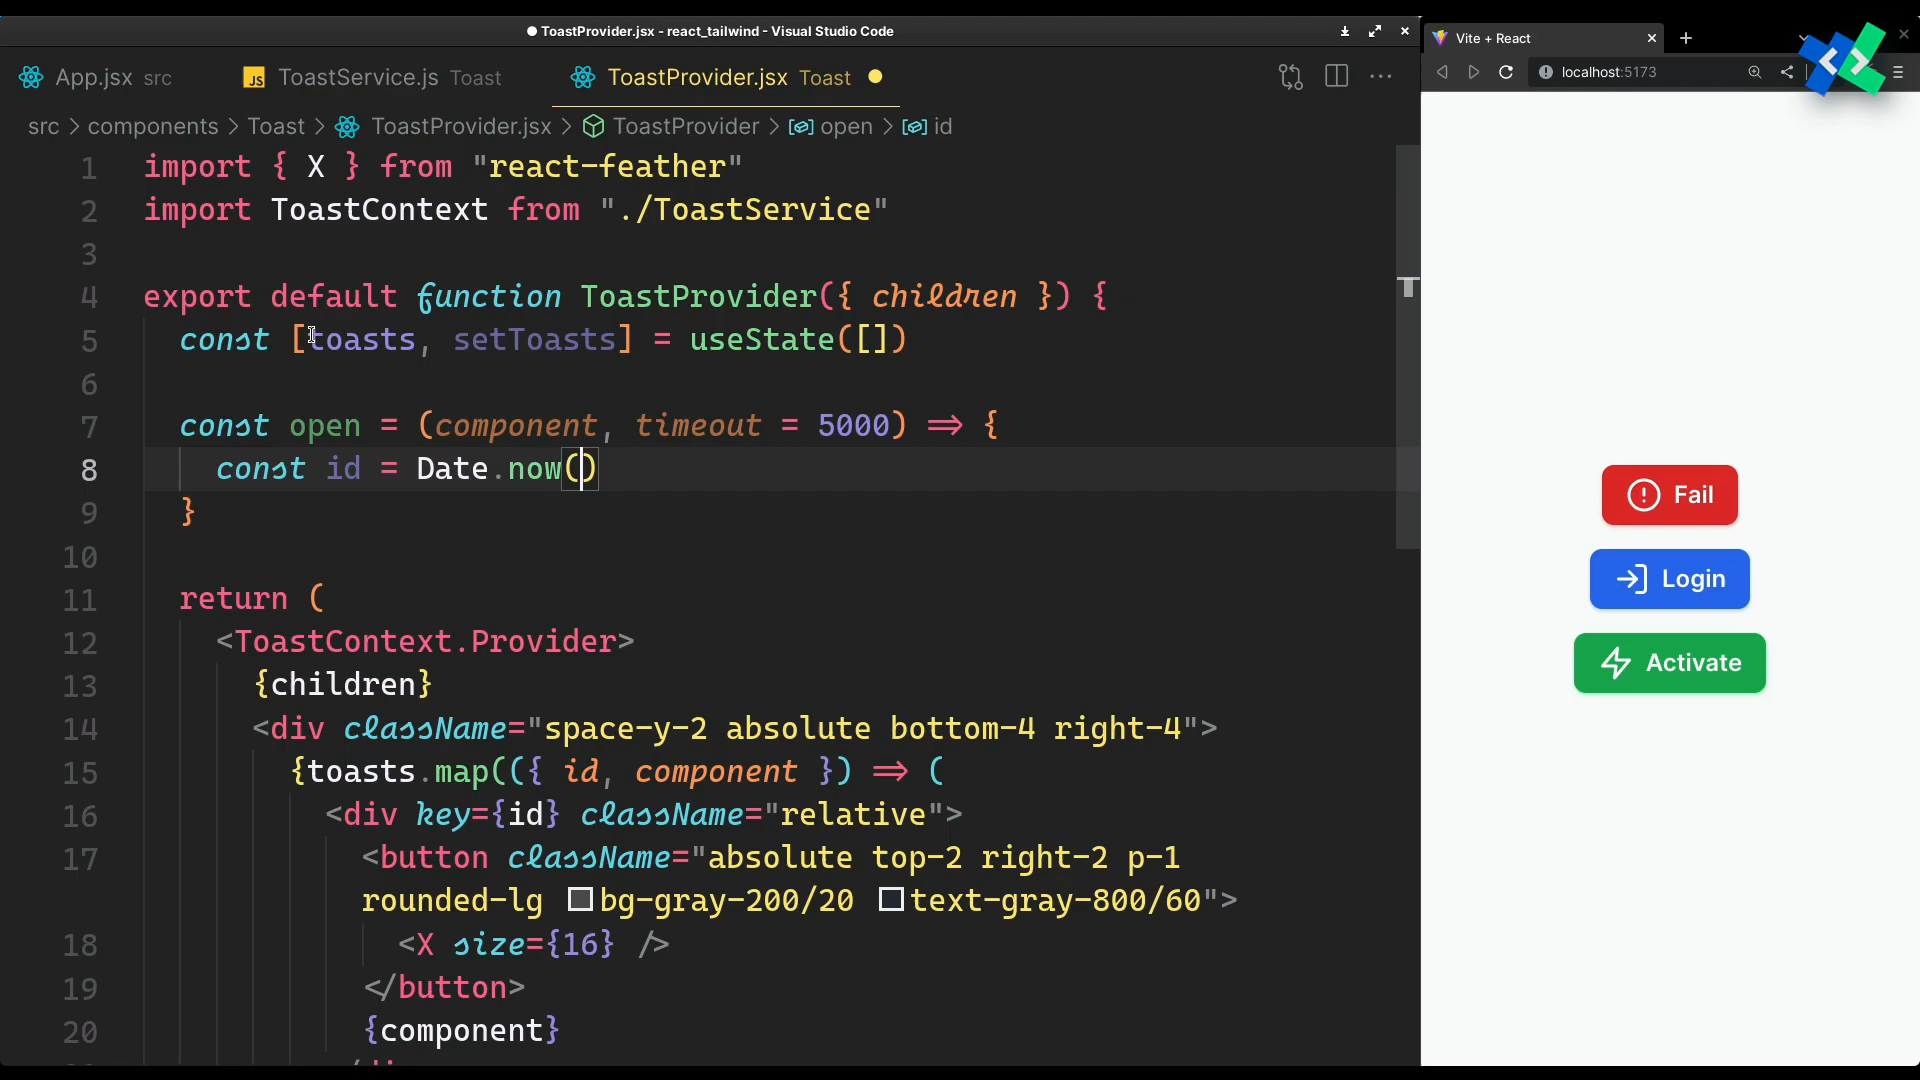 ToastProvider.jsx - react_tailwind - Visual Studio Code
App.jsx src
ToastService.js Toast
ToastProvider.jsx Toast
src > components > Toast > ToastProvider.jsx > ToastProvider > open > id
1 import { X } from "react-feather"
2 import ToastContext from "./ToastService"
3
4 export default function ToastProvider({ children }) {
5 const [toasts, setToasts] = useState([])
6
7 const open = (component, timeout = 5000) => {
8 const id = Date.now()
9 }
10
11 return (
12 <ToastContext.Provider>
13 {children}
14 <div className="space-y-2 absolute bottom-4 right-4">
15 {toasts.map(({ id, component }) => (
16 <div key={id} className="relative">
17 <button className="absolute top-2 right-2 p-1
rounded-lg bg-gray-200/20 text-gray-800/60">
18 <X size={16} />
19 </button>
20 {component}
Vite + React
localhost:5173
Fail
Login
Activate